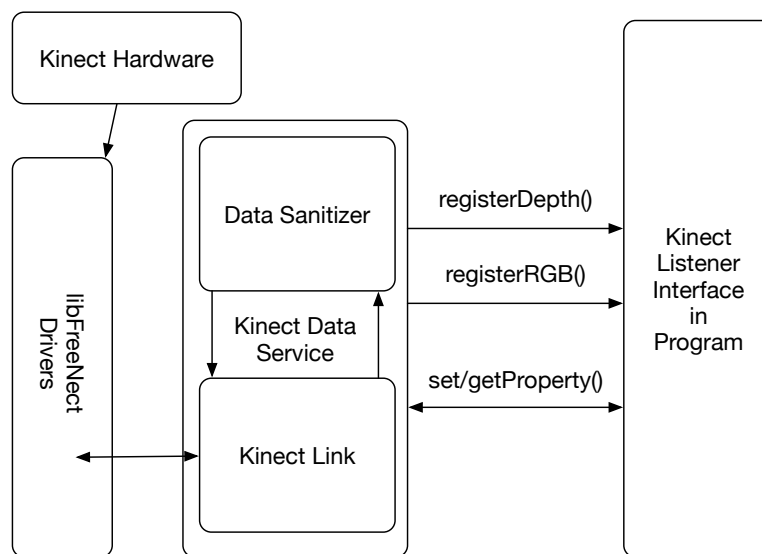 Kinect Hardware
libFreeNect
Drivers
Data Sanitizer
Kinect Data
Service
Kinect Link
registerDepth()
registerRGB()
set/getProperty()
Kinect
Listener
Interface
in
Program